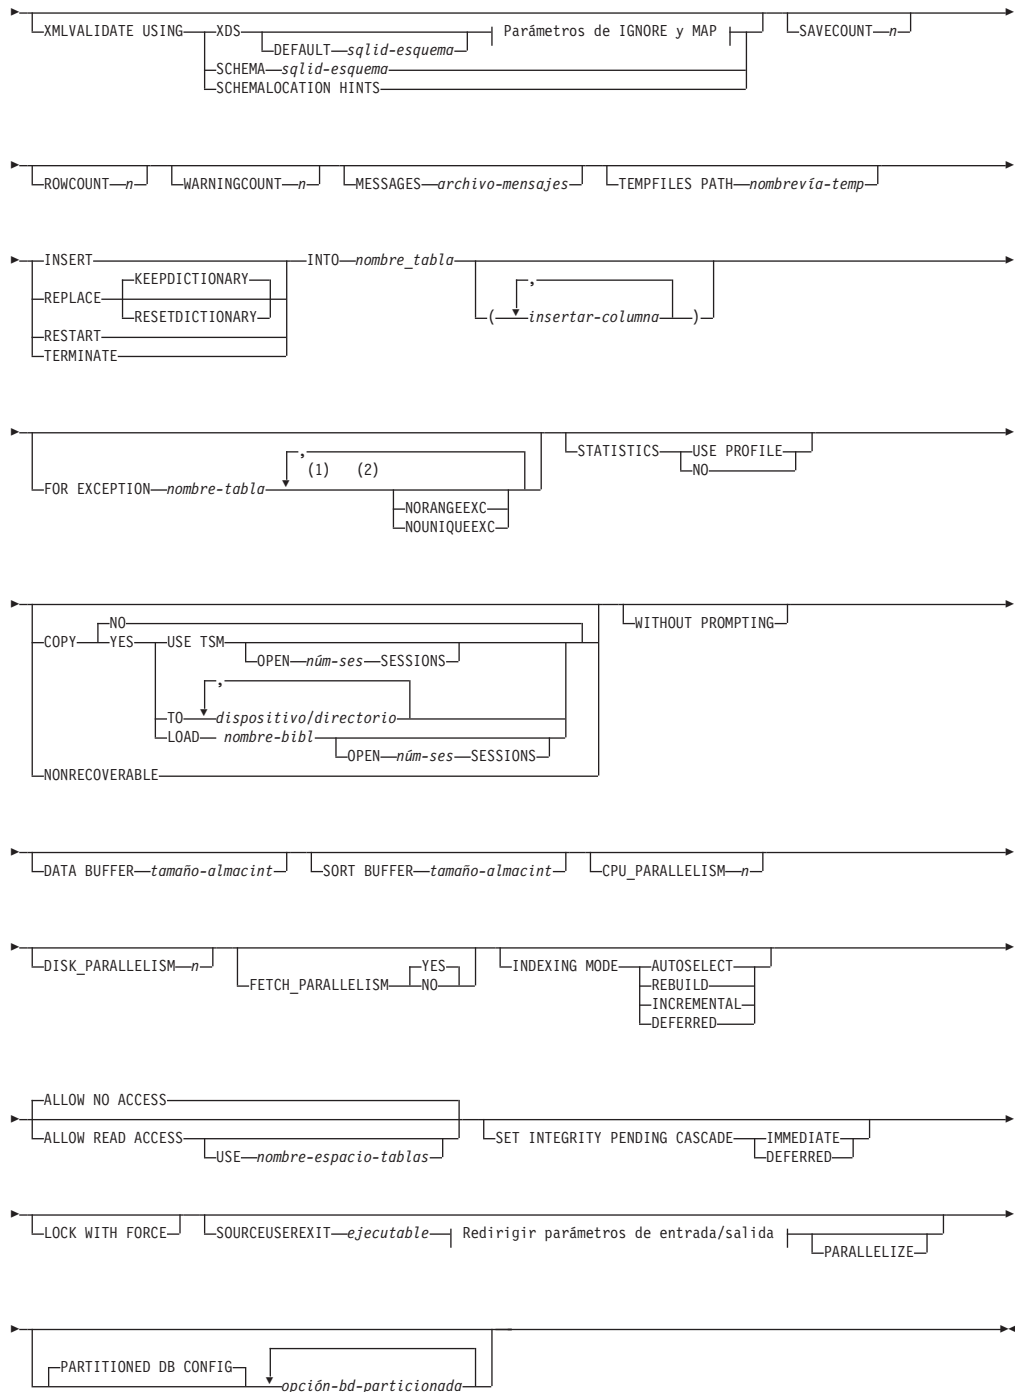 XMLVALIDATE USING XDS Parámetros de IGNORE y MAP SAVECOUNT n
DEFAULT sqlid-esquema
SCHEMA sqlid-esquema
SCHEMALOCATION HINTS
ROWCOUNT n WARNINGCOUNT n MESSAGES archivo-mensajes TEMPFILES PATH nombrevía-temp
INSERT INTO nombre_tabla
KEEPDICTIONARY ,
REPLACE
RESETDICTIONARY ( insertar-columna )
RESTART
TERMINATE
STATISTICS USE PROFILE
, NO
(1) (2)
FOR EXCEPTION nombre-tabla
NORANGEEXC
NOUNIQUEEXC
NO WITHOUT PROMPTING
COPY YES USE TSM
OPEN núm-ses SESSIONS
,
TO dispositivo/directorio
LOAD nombre-bibl
OPEN núm-ses SESSIONS
NONRECOVERABLE
DATA BUFFER tamaño-almacint SORT BUFFER tamaño-almacint CPU_PARALLELISM n
DISK_PARALLELISM n YES INDEXING MODE AUTOSELECT
FETCH_PARALLELISM NO REBUILD
INCREMENTAL
DEFERRED
ALLOW NO ACCESS
ALLOW READ ACCESS SET INTEGRITY PENDING CASCADE IMMEDIATE
USE nombre-espacio-tablas DEFERRED
LOCK WITH FORCE SOURCEUSEREXIT ejecutable Redirigir parámetros de entrada/salida
PARALLELIZE
PARTITIONED DB CONFIG
opción-bd-particionada